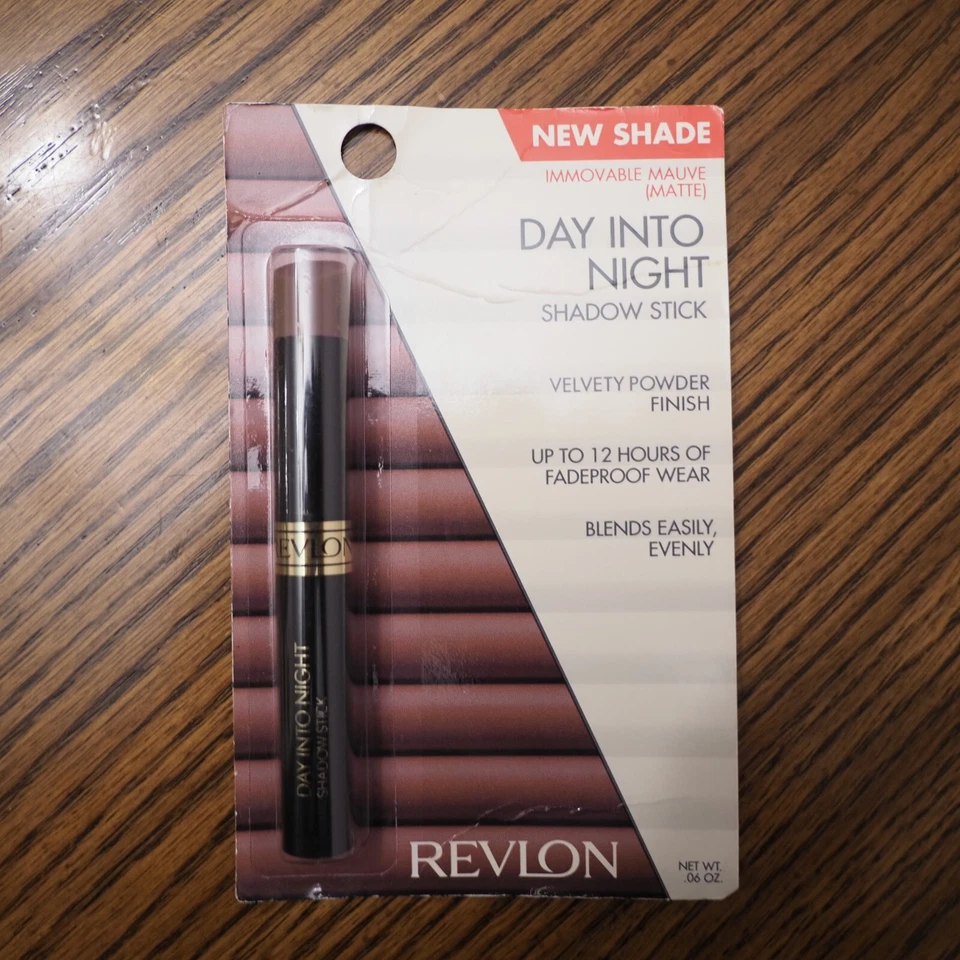 NEW SHADE
IMMOVABLE MAUVE
(MATTE)
DAY INTO
NIGHT
SHADOW STICK
VELVETY POWDER
FINISH
UP TO 12 HOURS OF
FADEPROOF WEAR
BLENDS EASILY,
EVENLY
REVLON
DAY INTO NIGHT
SHADOW STICK
REVLON
NET WT.
.06 OZ.